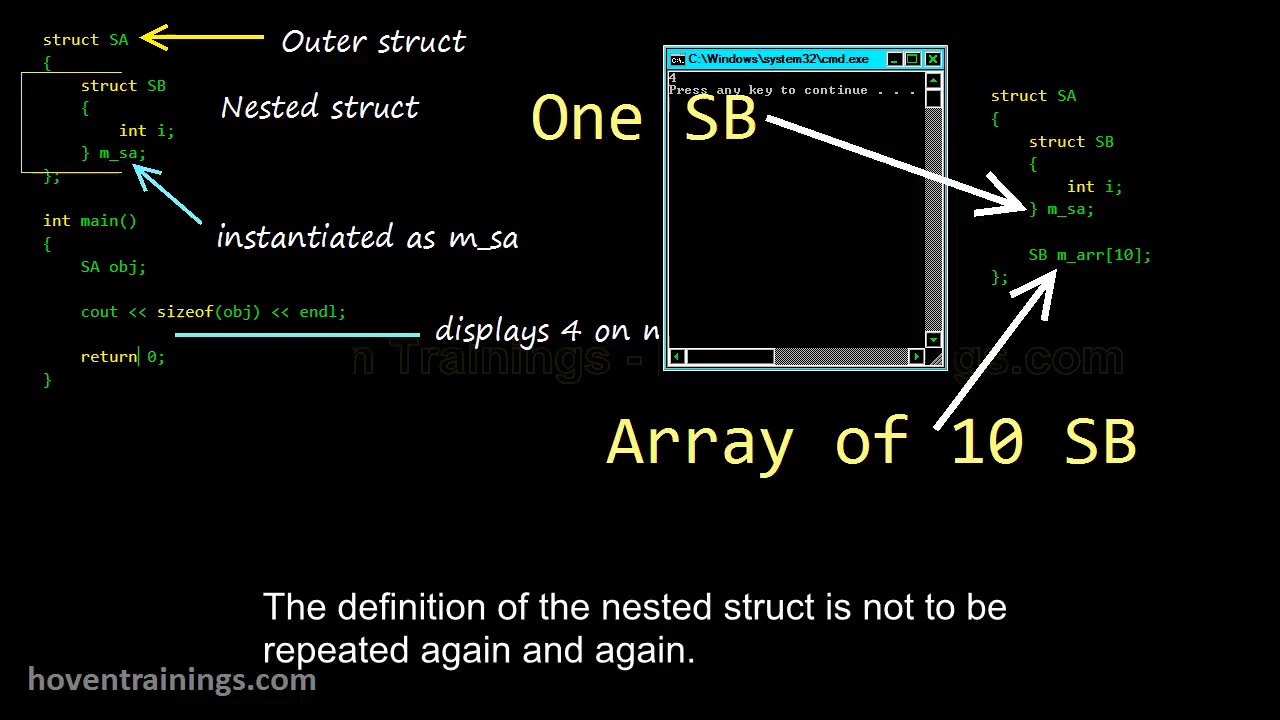 struct SA
{
struct SB
{
int i;
} m_sa;
};
int main()
{
SA obj;
cout << sizeof(obj) << endl;
return 0;
}
Outer struct
Nested struct
instantiated as m_sa
displays 4 on
One SB
C:\Windows\system32\cmd.exe
4
Press any key to continue . . .
struct SA
{
struct SB
{
int i;
} m_sa;
SB m_arr[10];
};
n Trainings -
ngs.com
Array of 10 SB
The definition of the nested struct is not to be
repeated again and again.
hoventrainings.com